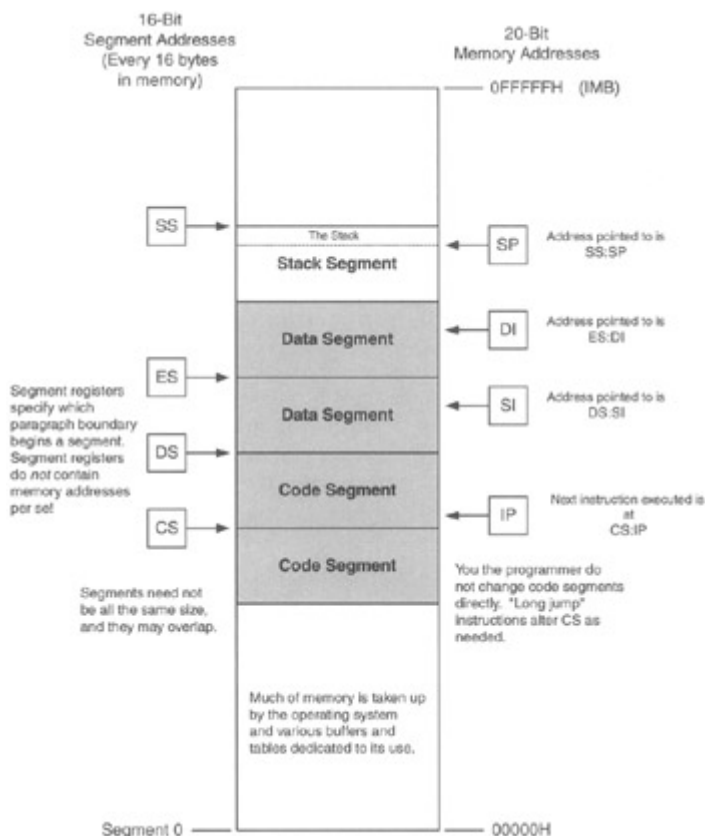 16-Bit
Segment Addresses
(Every 16 bytes
in memory)
20-Bit
Memory Addresses
0FFFFFH (IMB)
SS
The Stack
Stack Segment
SP
Address pointed to is
SS:SP
Data Segment
DI
Address pointed to is
ES:DI
ES
Data Segment
SI
Address pointed to is
DS:SI
Segment registers
specify which
paragraph boundary
begins a segment.
Segment registers
do not contain
memory addresses
per se!
DS
Code Segment
IP
Next instruction executed is
at
CS:IP
CS
Code Segment
Segments need not
be all the same size,
and they may overlap.
You the programmer do
not change code segments
directly. "Long jump"
instructions alter CS as
needed.
Much of memory is taken up
by the operating system
and various buffers and
tables dedicated to its use.
Segment 0
00000H